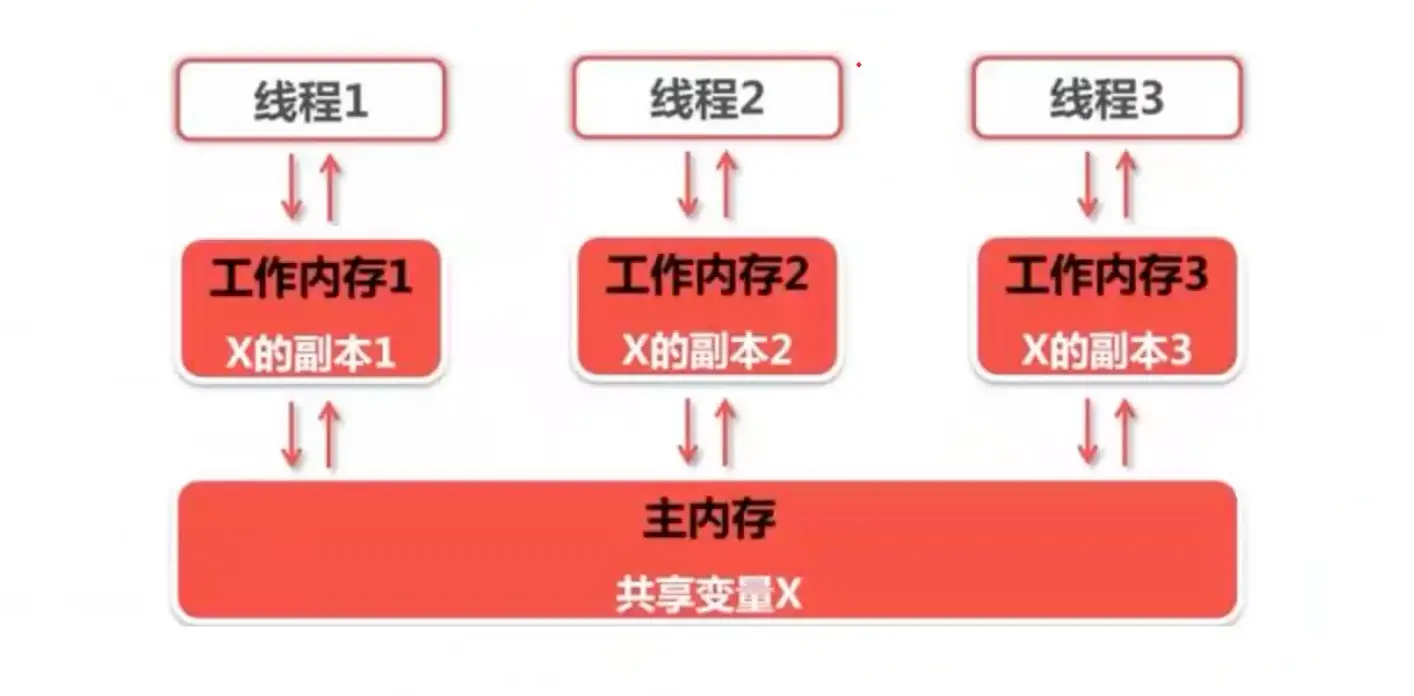 线程1
线程2
线程3
工作内存1
X的副本1
工作内存2
X的副本2
工作内存3
X的副本3
主内存
共享变量X